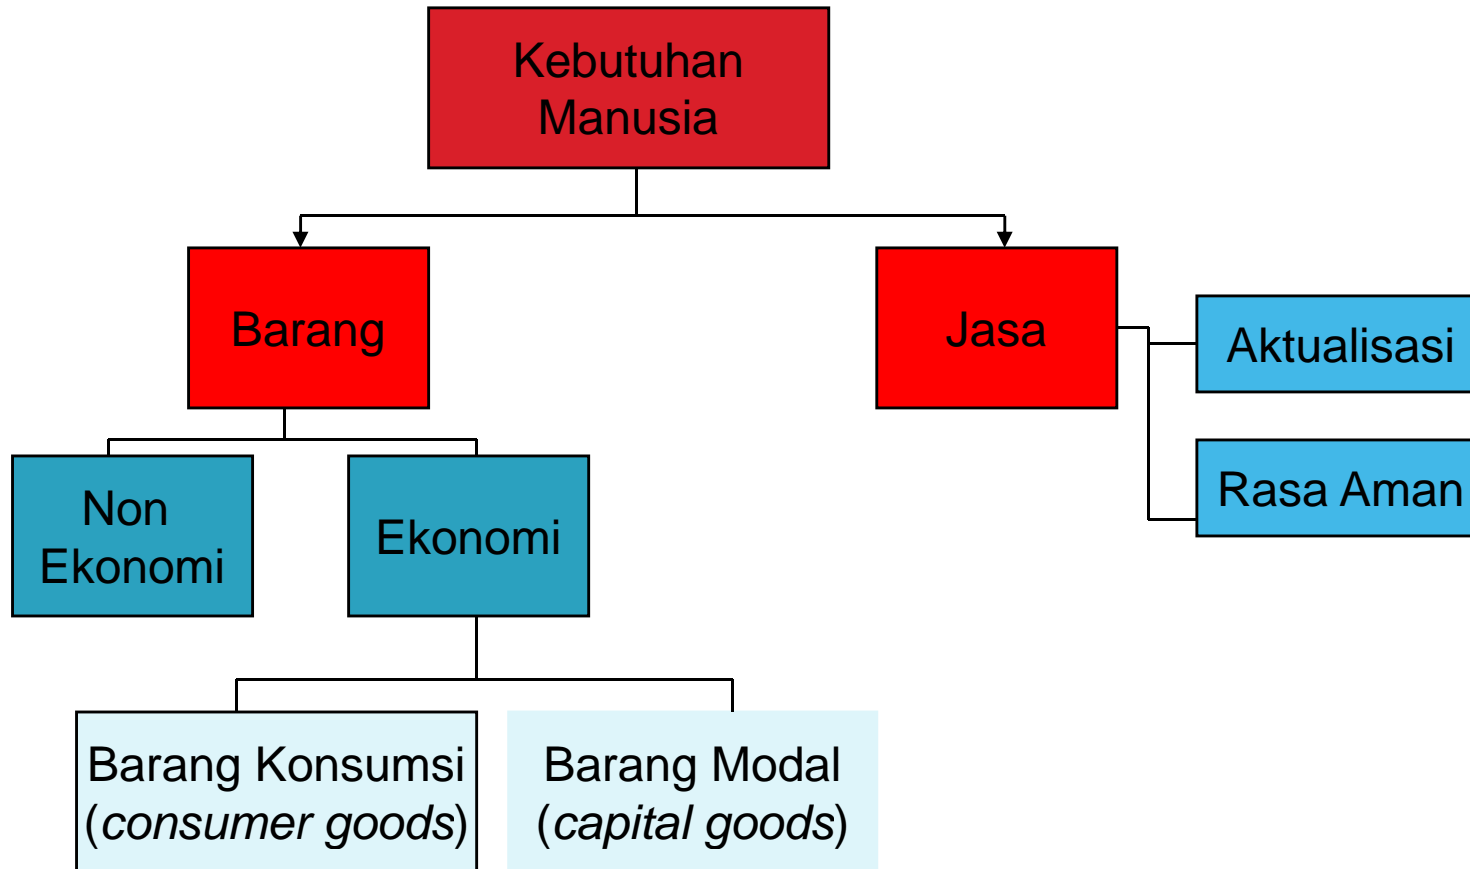 Kebutuhan
Manusia
Barang
Jasa
Aktualisasi
Rasa Aman
Non
Ekonomi
Ekonomi
Barang Konsumsi
(consumer goods)
Barang Modal
(capital goods)